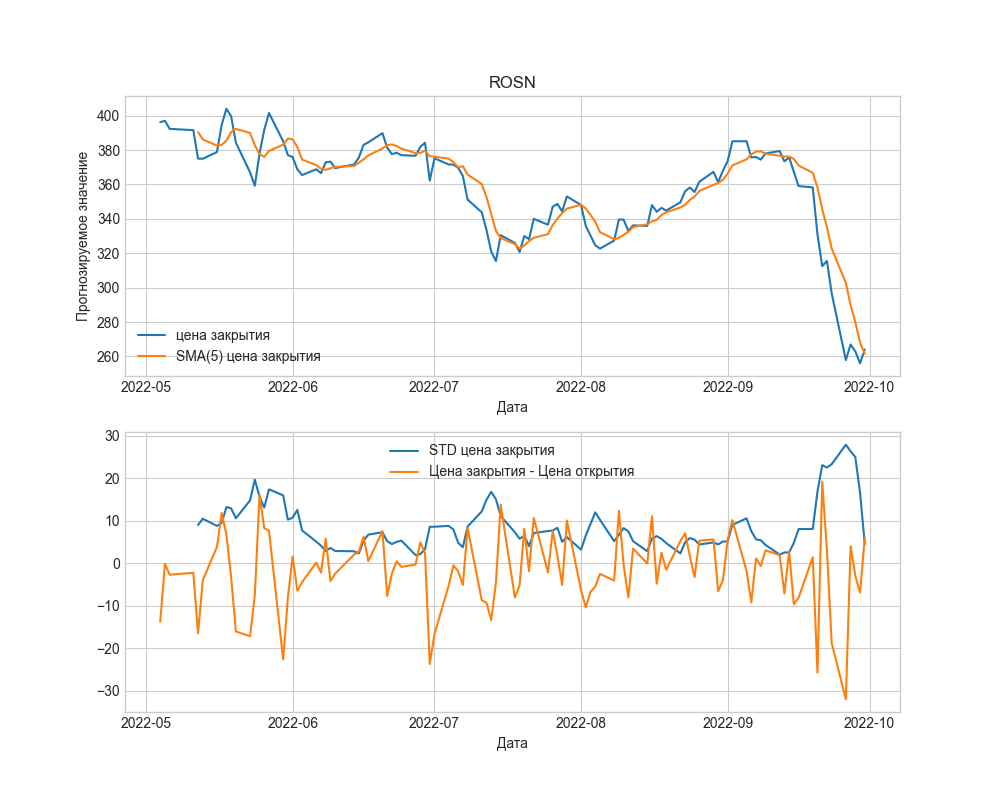 ROSN
Прогнозируемое значение
400
380
360
340
320
300
280
260
цена закрытия
SMA(5) цена закрытия
2022-05 2022-06 2022-07 2022-08 2022-09 2022-10
Дата
30
20
10
0
−10
−20
−30
STD цена закрытия
Цена закрытия - Цена открытия
2022-05 2022-06 2022-07 2022-08 2022-09 2022-10
Дата